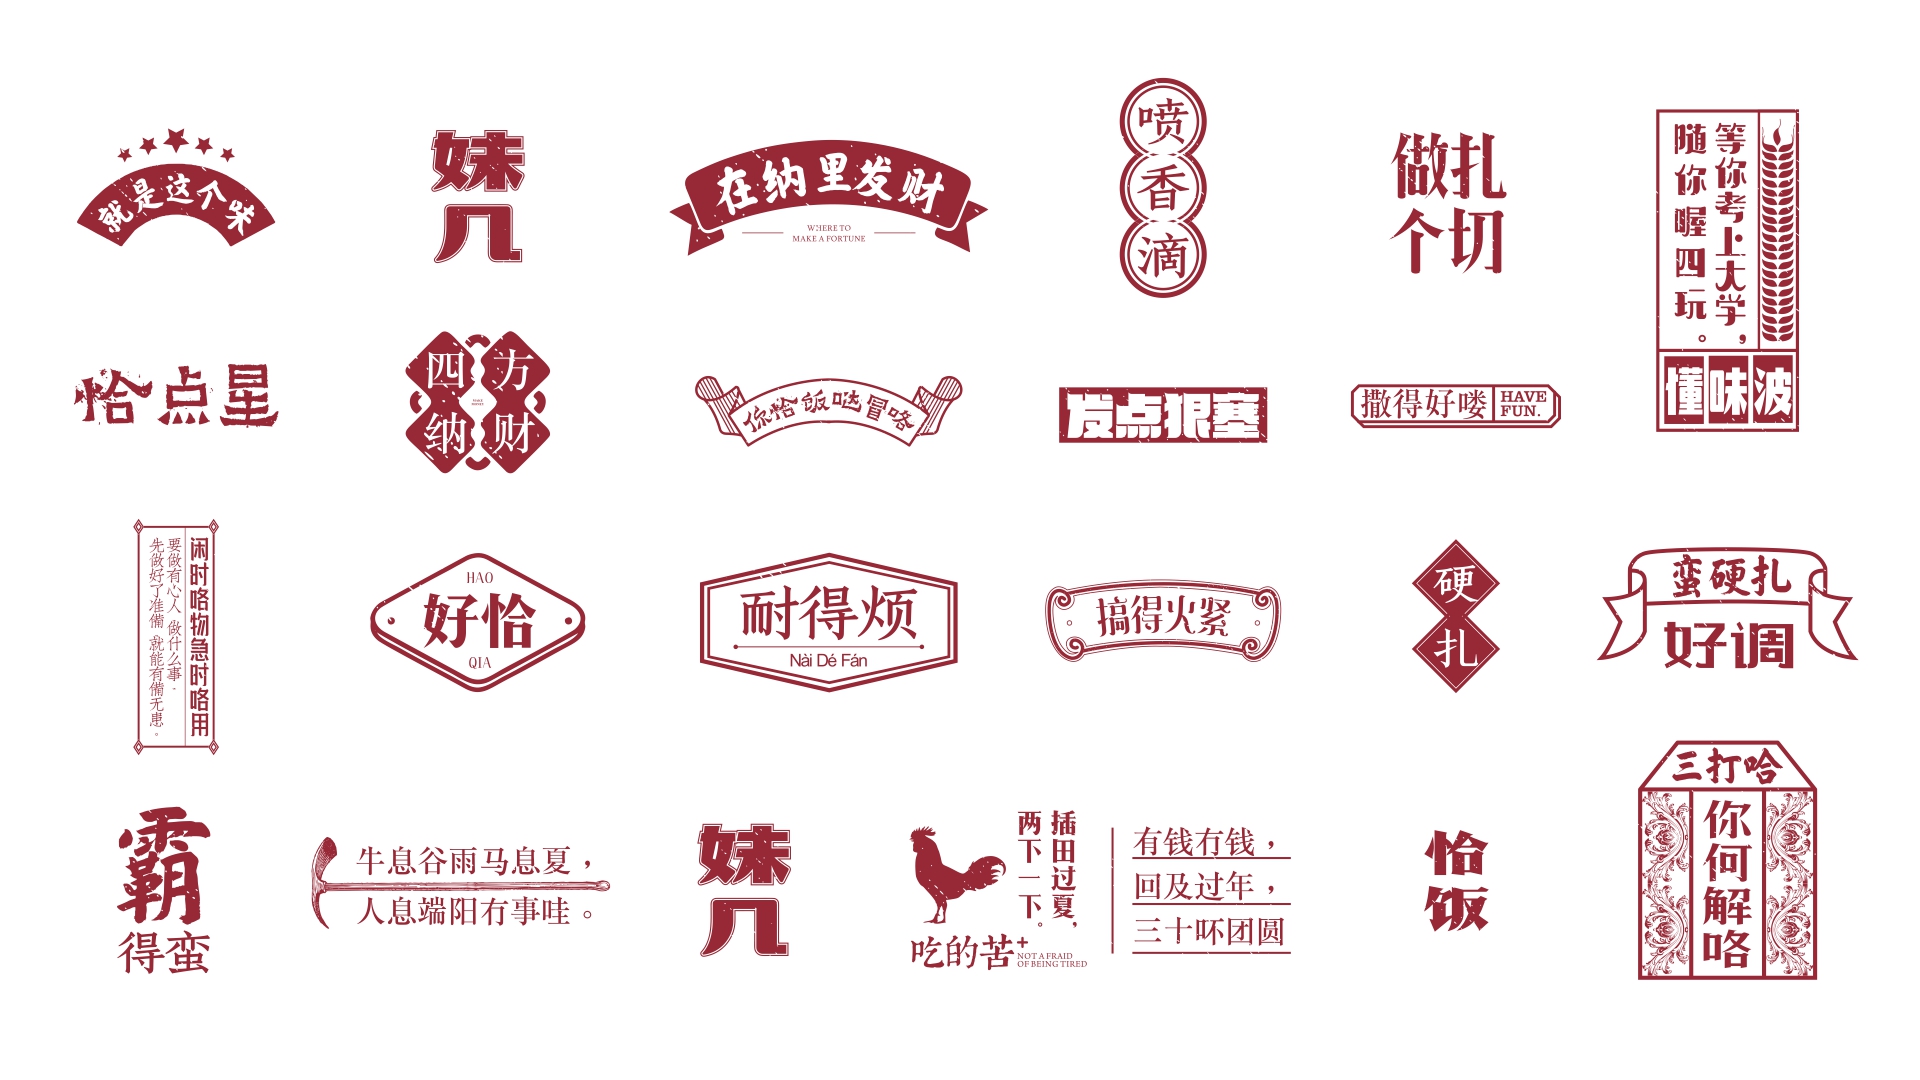 就是这个味
妹几
在纳里发财
WHERE TO
MAKE A FORTUNE
喷香滴
做扎
个切
等你考上大学，
随你喔四玩。
懂味波
恰点星
四方
纳财
你恰饭哒冒咯
发点狠塞
撒得好喽
HAVE
FUN.
闲时咯物急时咯用
要做有心人 做什么事，
先做好了准備 就能有備无患。
HAO
好恰
QIA
耐得烦
Nài Dé Fán
搞得火紧
硬扎
蛮硬扎
好调
霸
得蛮
牛息谷雨马息夏，
人息端阳冇事哇。
妹几
插田过夏，
两下一下。
吃的苦+
NOT A FRAID
OF BEING TIRED
有钱冇钱，
回及过年，
三十吥团圆
恰饭
三打哈
你何解咯